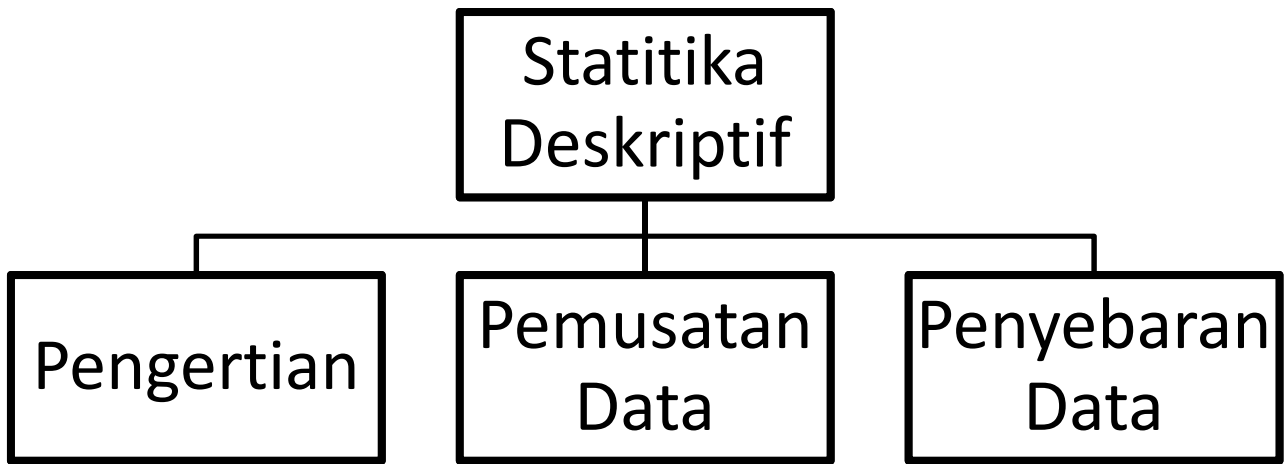 Statitika
Deskriptif
Pengertian
Pemusatan
Data
Penyebaran
Data